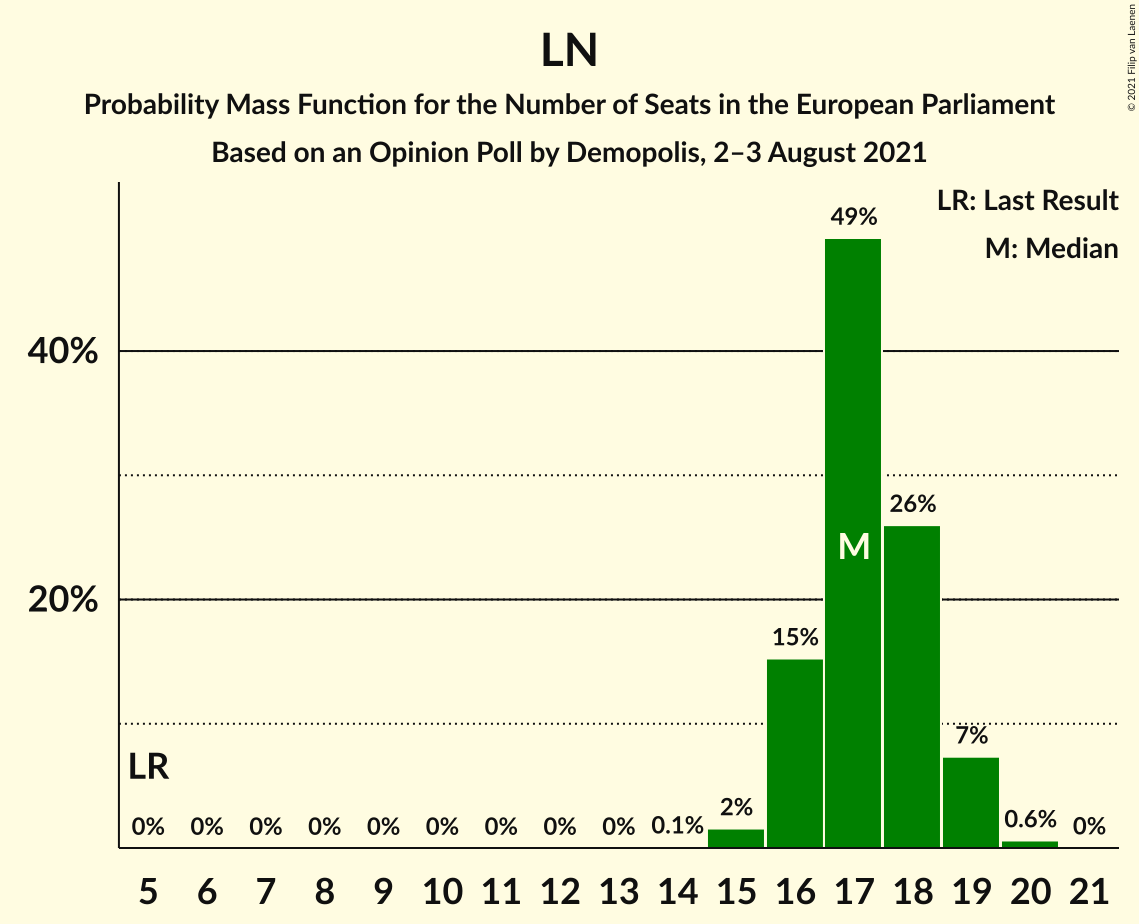 LN
Probability Mass Function for the Number of Seats in the European Parliament
Based on an Opinion Poll by Demopolis, 2–3 August 2021
© 2021 Filip van Laenen
LR: Last Result
M: Median
49%
40%
26%
M
20%
15%
7%
LR
2%
0% 0% 0% 0% 0% 0% 0% 0% 0% 0.1% 0.6% 0%
5 6 7 8 9 10 11 12 13 14 15 16 17 18 19 20 21